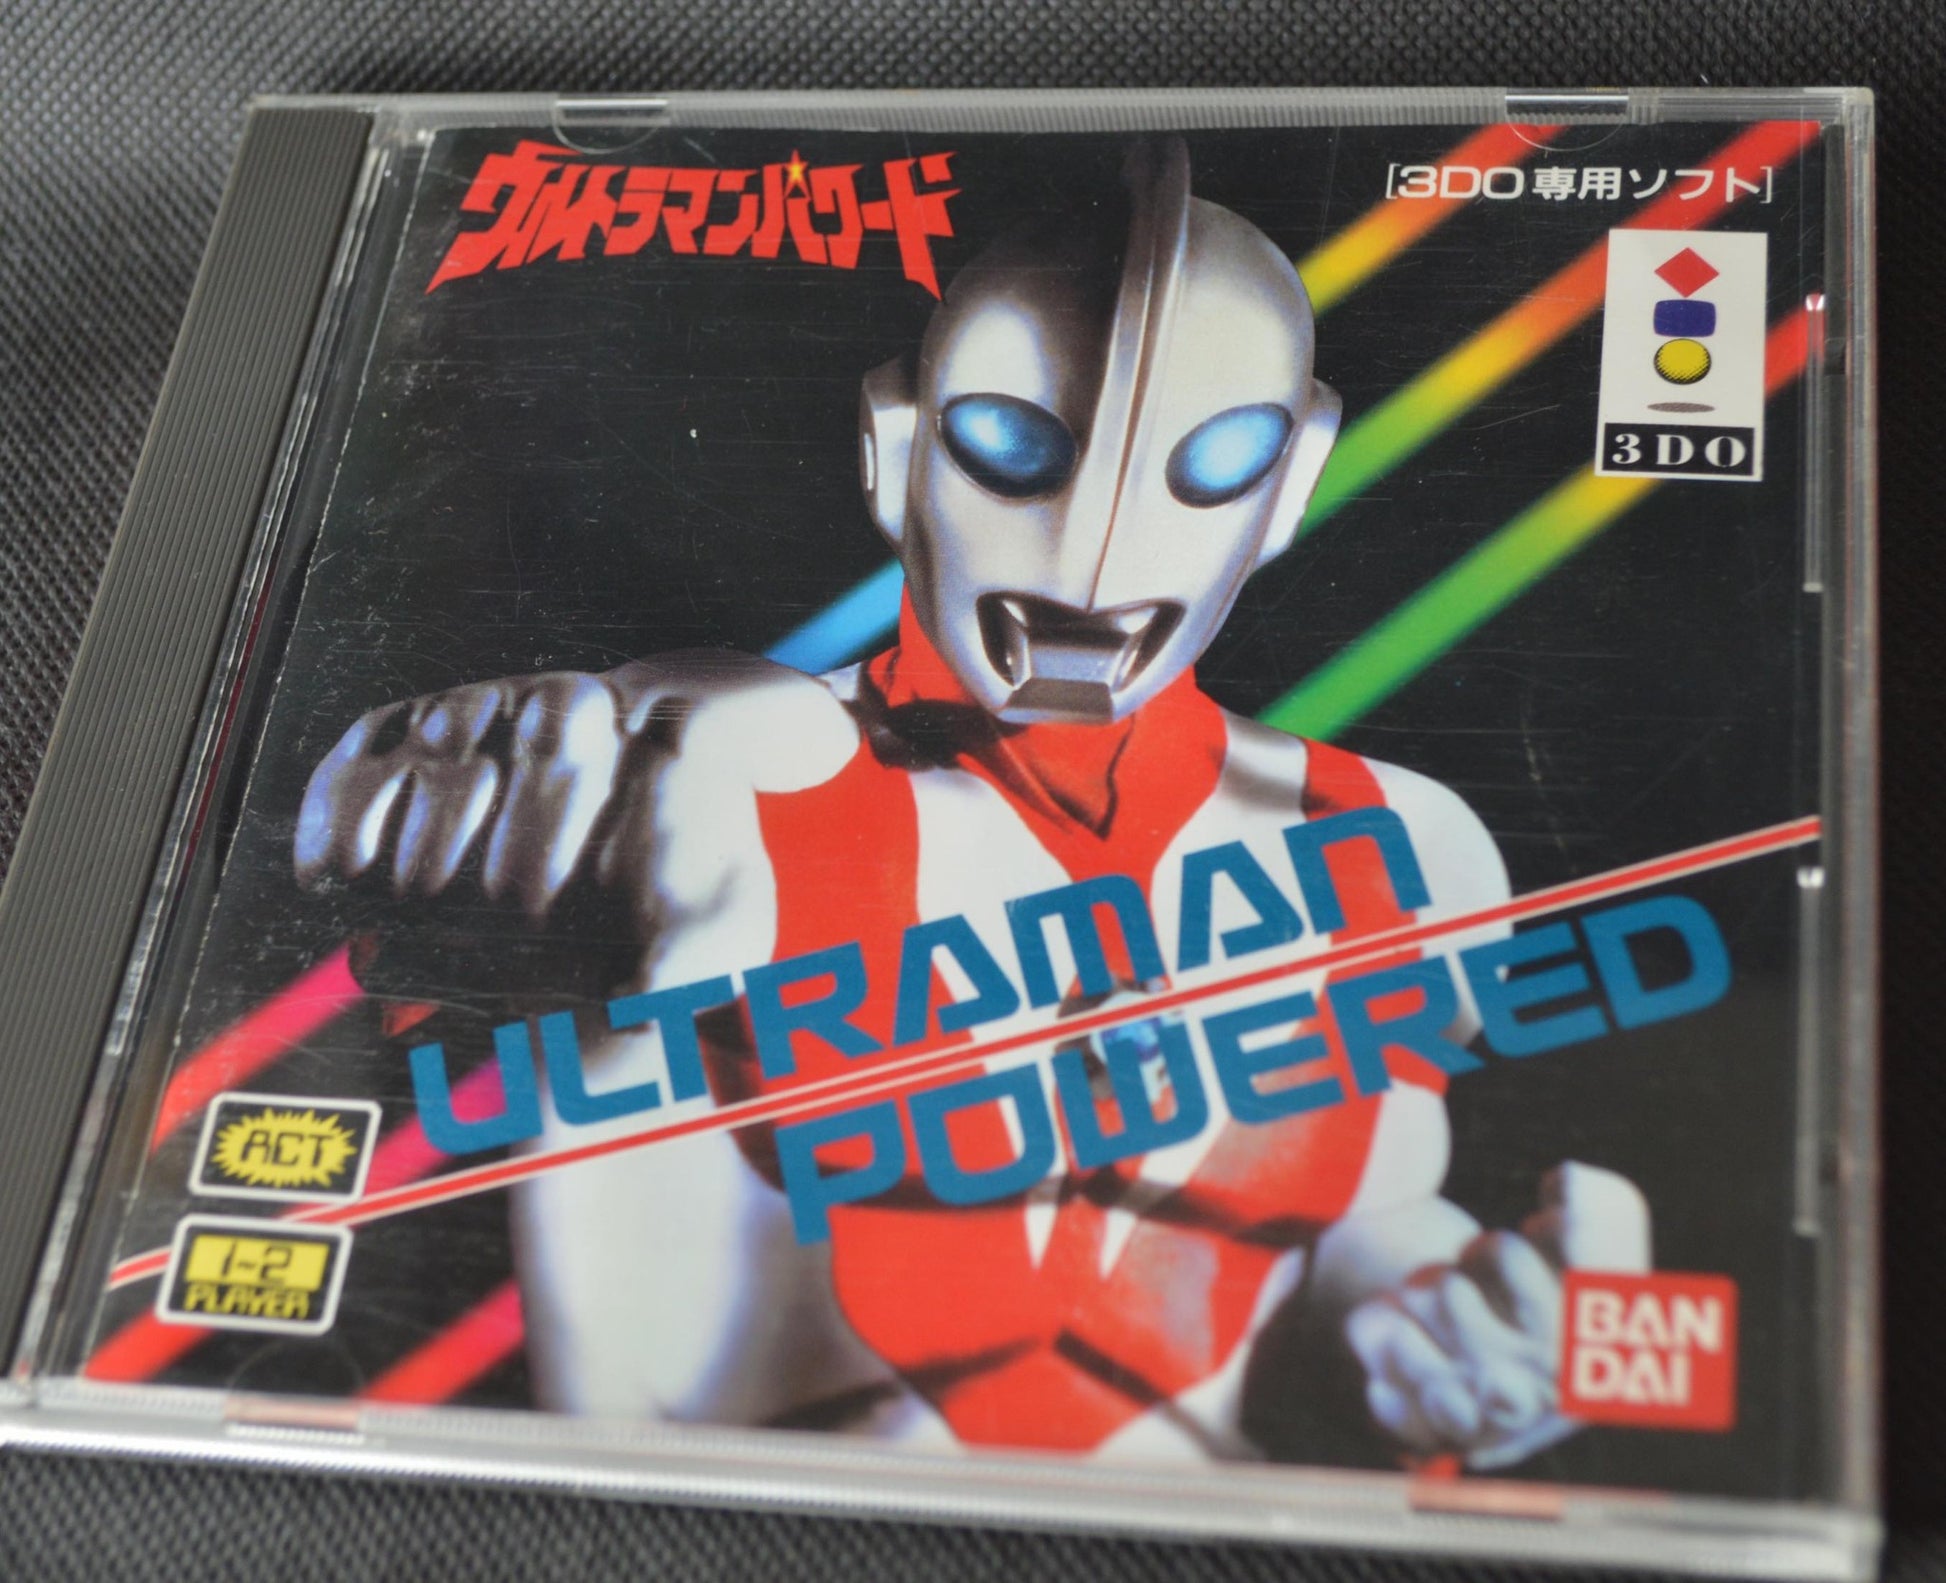 ウルトラマンパワード
[3DO専用ソフト]
3DO
ULTRAMAN
POWERED
ACT
1~2
PLAYER
BAN
DAI